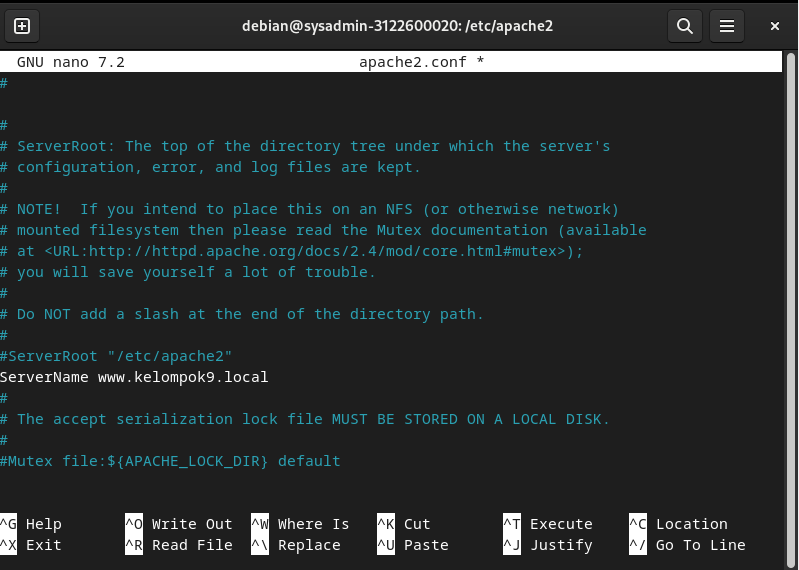 debian@sysadmin-3122600020: /etc/apache2
GNU nano 7.2 apache2.conf *
#
#
# ServerRoot: The top of the directory tree under which the server's
# configuration, error, and log files are kept.
#
# NOTE!  If you intend to place this on an NFS (or otherwise network)
# mounted filesystem then please read the Mutex documentation (available
# at <URL:http://httpd.apache.org/docs/2.4/mod/core.html#mutex>);
# you will save yourself a lot of trouble.
#
# Do NOT add a slash at the end of the directory path.
#
#ServerRoot "/etc/apache2"
ServerName www.kelompok9.local
#
# The accept serialization lock file MUST BE STORED ON A LOCAL DISK.
#
#Mutex file:${APACHE_LOCK_DIR} default
^G Help ^O Write Out ^W Where Is ^K Cut ^T Execute ^C Location
^X Exit ^R Read File ^\ Replace ^U Paste ^J Justify ^/ Go To Line